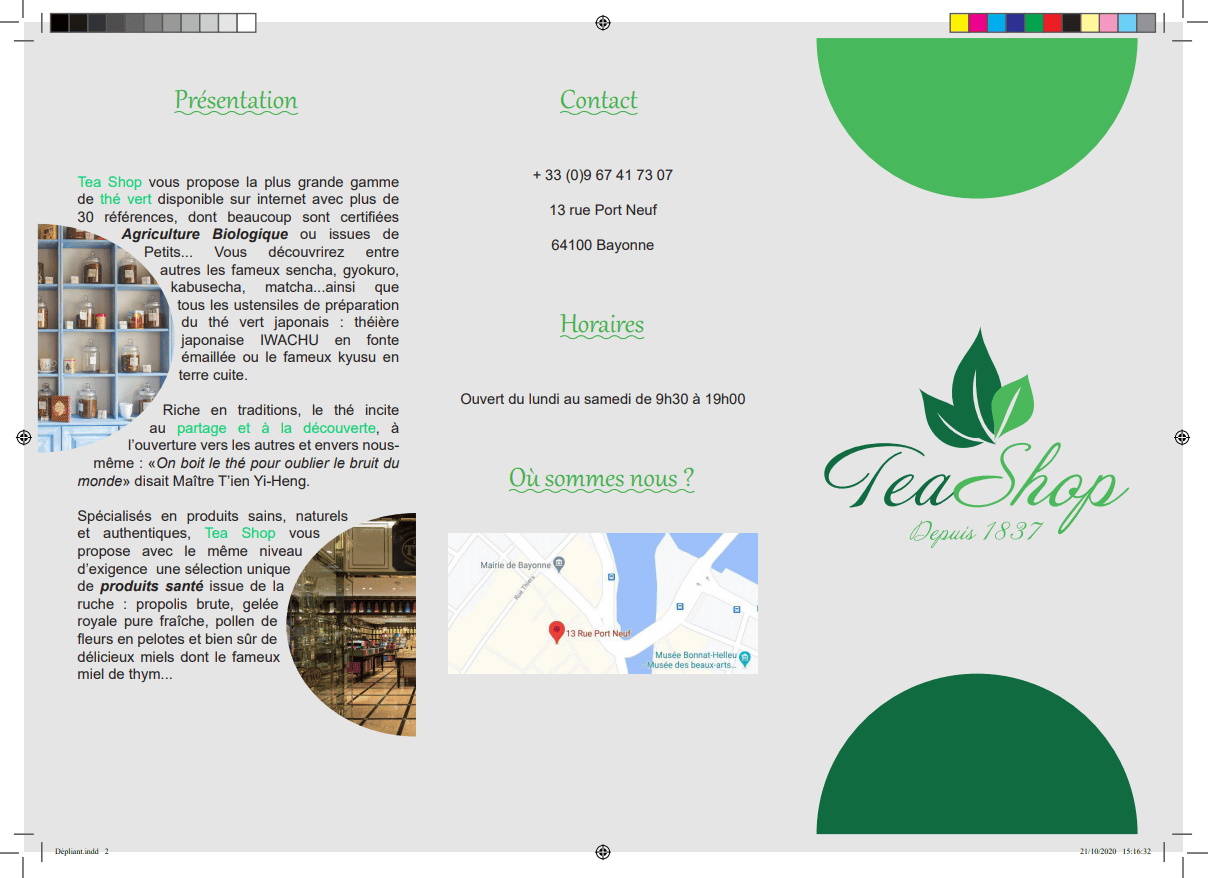 Présentation
Tea Shop vous propose la plus grande gamme
de thé vert disponible sur internet avec plus de
30 références, dont beaucoup sont certifiées
Agriculture Biologique ou issues de
Petits... Vous découvrirez entre
autres les fameux sencha, gyokuro,
kabusecha, matcha...ainsi que
tous les ustensiles de préparation
du thé vert japonais : théière
japonaise IWACHU en fonte
émaillée ou le fameux kyusu en
terre cuite.
Riche en traditions, le thé incite
au partage et à la découverte, à
l'ouverture vers les autres et envers nous-
même : «On boit le thé pour oublier le bruit du
monde» disait Maître T'ien Yi-Heng.
Spécialisés en produits sains, naturels
et authentiques, Tea Shop vous
propose avec le même niveau
d'exigence une sélection unique
de produits santé issue de la
ruche : propolis brute, gelée
royale pure fraîche, pollen de
fleurs en pelotes et bien sûr de
délicieux miels dont le fameux
miel de thym...
Contact
+ 33 (0)9 67 41 73 07
13 rue Port Neuf
64100 Bayonne
Horaires
Ouvert du lundi au samedi de 9h30 à 19h00
Où sommes nous ?
Mairie de Bayonne
Rue Thiers
13 Rue Port Neuf
Musée Bonnat-Helleu
- Musée des beaux-arts...
TeaShop
Depuis 1837
Dépliant.indd 2
21/10/2020 15:16:32